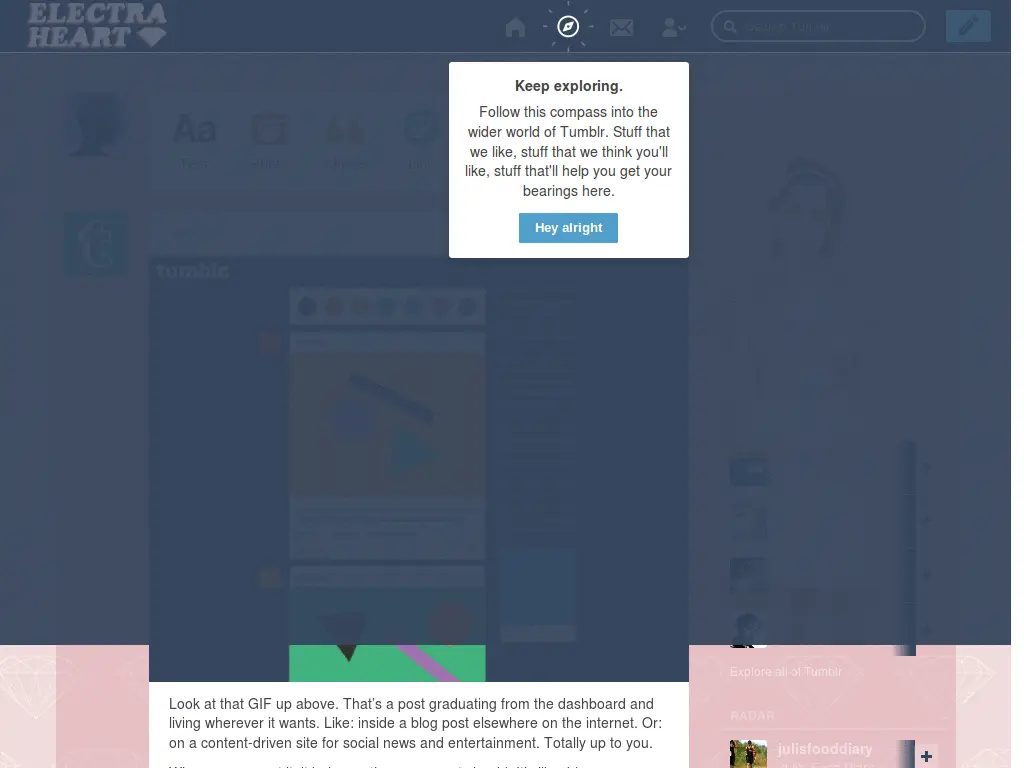 ELECTRA
HEART
Search Tumblr
Keep exploring.
Follow this compass into the
wider world of Tumblr. Stuff that
we like, stuff that we think you'll
like, stuff that'll help you get your
bearings here.
Hey alright
Aa
Text
Quote
tumblr
Look at that GIF up above. That's a post graduating from the dashboard and
living wherever it wants. Like: inside a blog post elsewhere on the internet. Or:
on a content-driven site for social news and entertainment. Totally up to you.
Explore all of Tumblr
RADAR
julisfooddiary